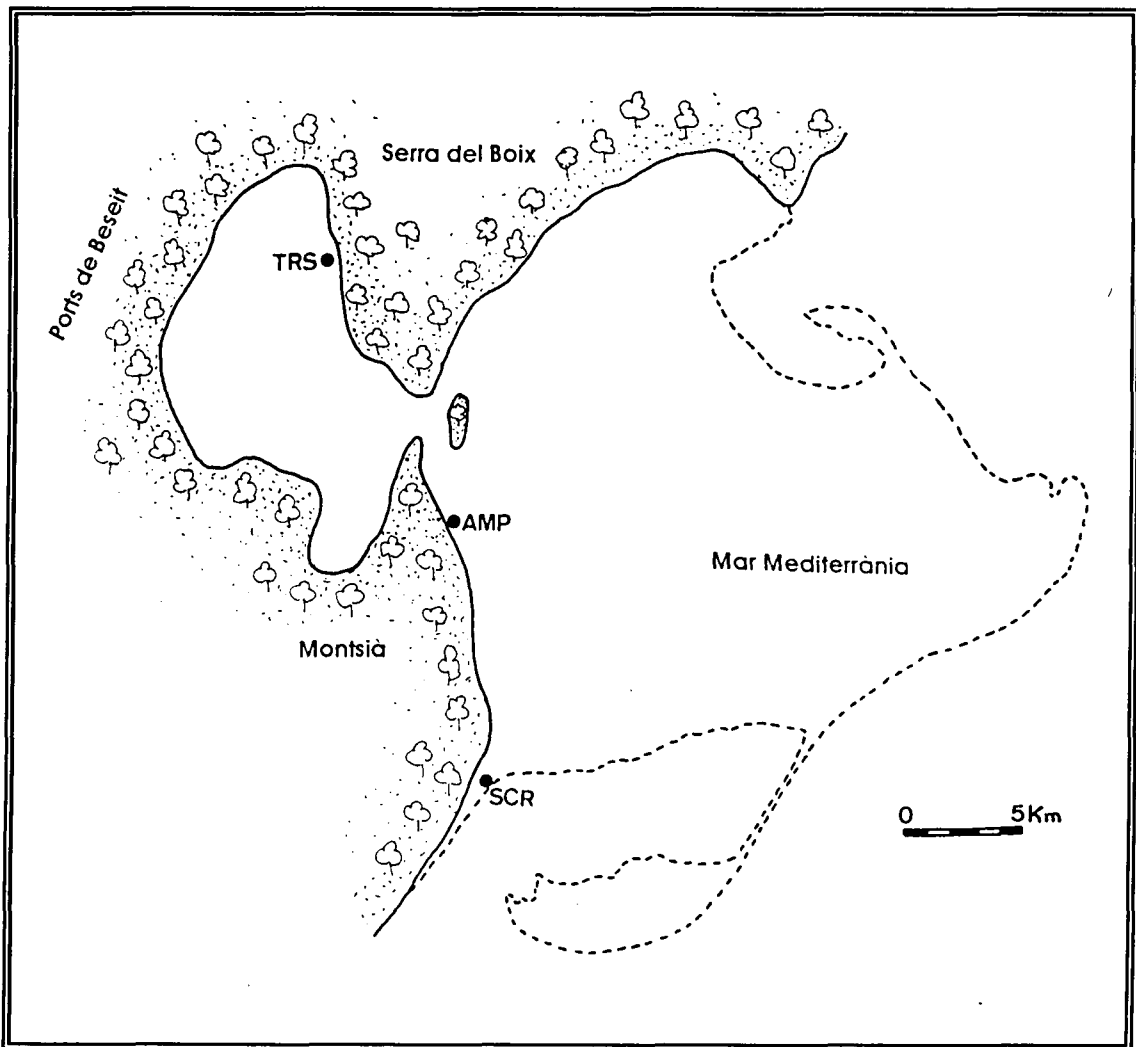 Serra del Boix
Ports de Beseit
TRS
AMP
Mar Mediterrània
Montsià
SCR
0 5Km